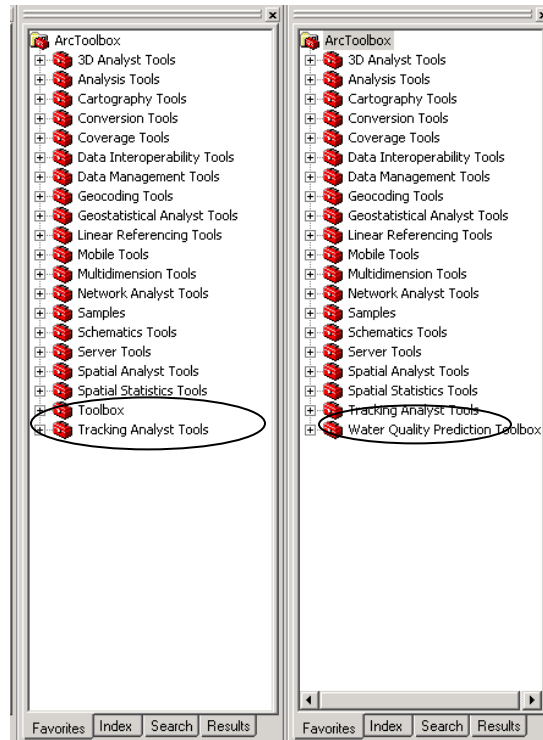 ArcToolbox
3D Analyst Tools
Analysis Tools
Cartography Tools
Conversion Tools
Coverage Tools
Data Interoperability Tools
Data Management Tools
Geocoding Tools
Geostatistical Analyst Tools
Linear Referencing Tools
Mobile Tools
Multidimension Tools
Network Analyst Tools
Samples
Schematics Tools
Server Tools
Spatial Analyst Tools
Spatial Statistics Tools
Toolbox
Tracking Analyst Tools
Favorites Index Search Results
ArcToolbox
3D Analyst Tools
Analysis Tools
Cartography Tools
Conversion Tools
Coverage Tools
Data Interoperability Tools
Data Management Tools
Geocoding Tools
Geostatistical Analyst Tools
Linear Referencing Tools
Mobile Tools
Multidimension Tools
Network Analyst Tools
Samples
Schematics Tools
Server Tools
Spatial Analyst Tools
Spatial Statistics Tools
Tracking Analyst Tools
Water Quality Prediction Toolbox
Favorites Index Search Results